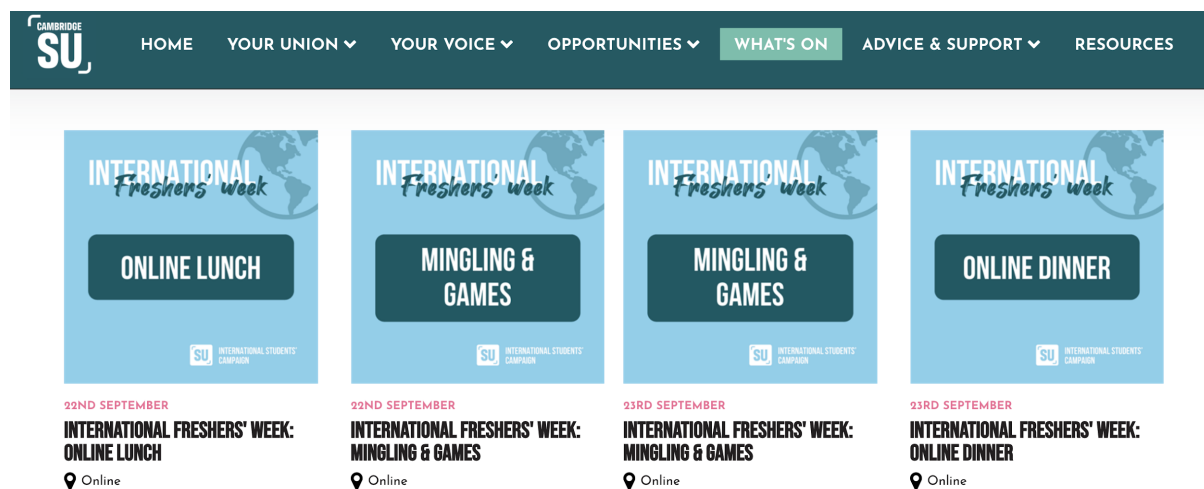 CAMBRIDGE
SU
HOME YOUR UNION YOUR VOICE OPPORTUNITIES WHAT'S ON ADVICE & SUPPORT RESOURCES
INTERNATIONAL
Freshers' week
ONLINE LUNCH
SU INTERNATIONAL STUDENTS'
CAMPAIGN
22ND SEPTEMBER
INTERNATIONAL FRESHERS' WEEK:
ONLINE LUNCH
Online
INTERNATIONAL
Freshers' week
MINGLING &
GAMES
SU INTERNATIONAL STUDENTS'
CAMPAIGN
22ND SEPTEMBER
INTERNATIONAL FRESHERS' WEEK:
MINGLING & GAMES
Online
INTERNATIONAL
Freshers' week
MINGLING &
GAMES
SU INTERNATIONAL STUDENTS'
CAMPAIGN
23RD SEPTEMBER
INTERNATIONAL FRESHERS' WEEK:
MINGLING & GAMES
Online
INTERNATIONAL
Freshers' week
ONLINE DINNER
SU INTERNATIONAL STUDENTS'
CAMPAIGN
23RD SEPTEMBER
INTERNATIONAL FRESHERS' WEEK:
ONLINE DINNER
Online